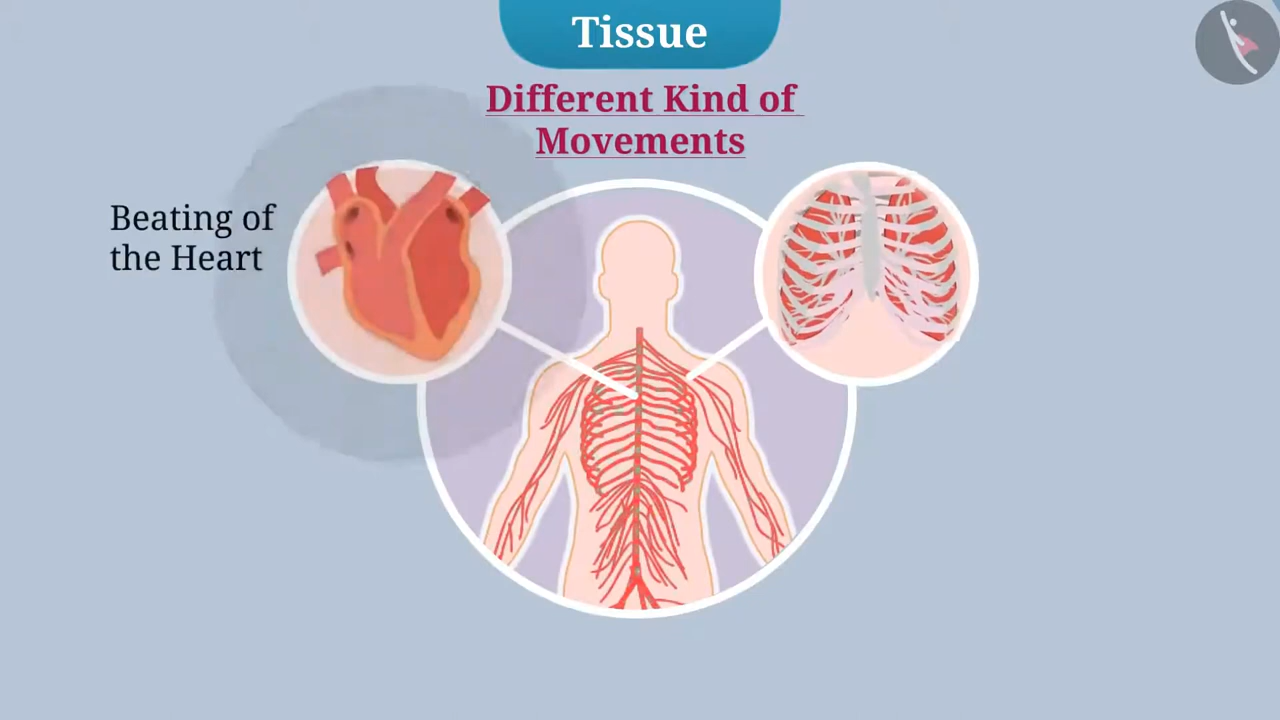 Tissue
Different Kind of
Movements
Beating of
the Heart